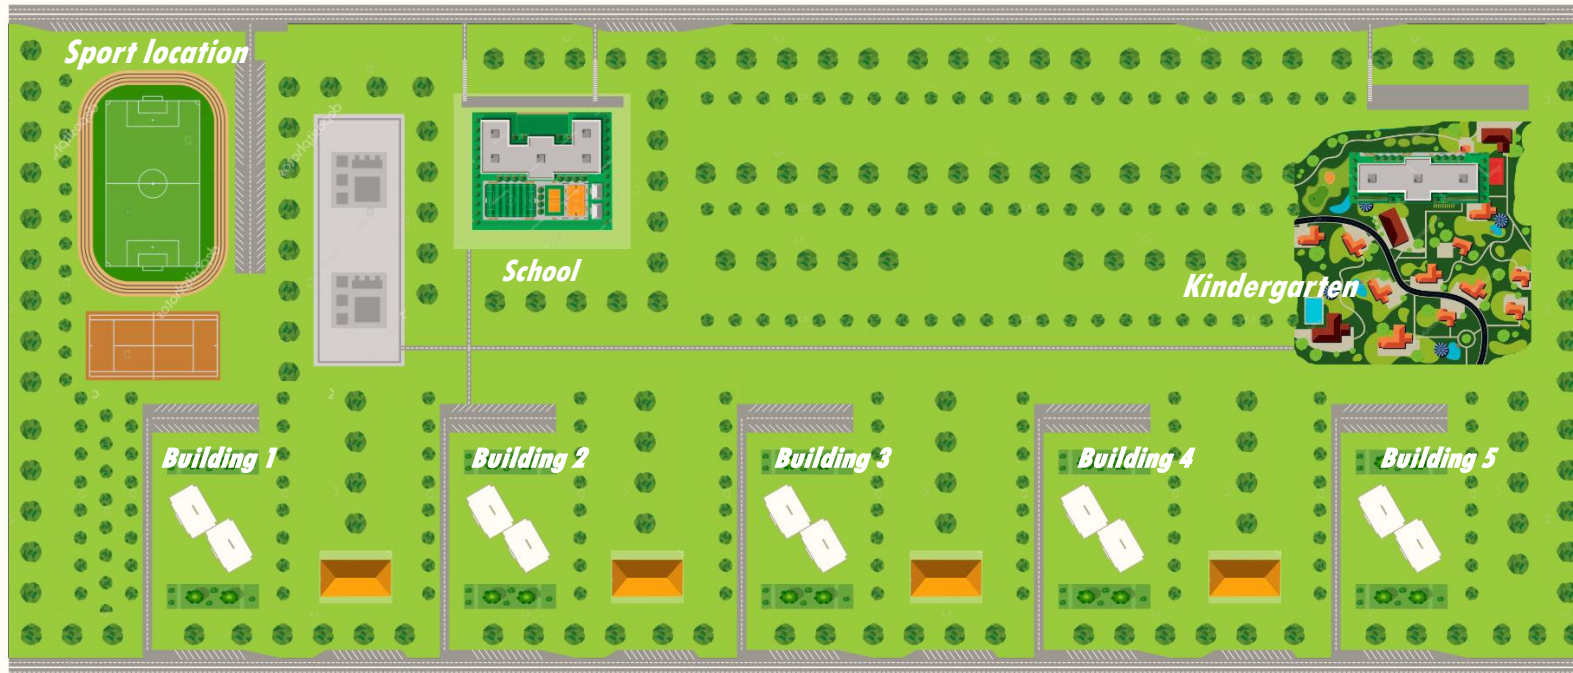 Sport location
School
Kindergarten
Building 1
Building 2
Building 3
Building 4
Building 5